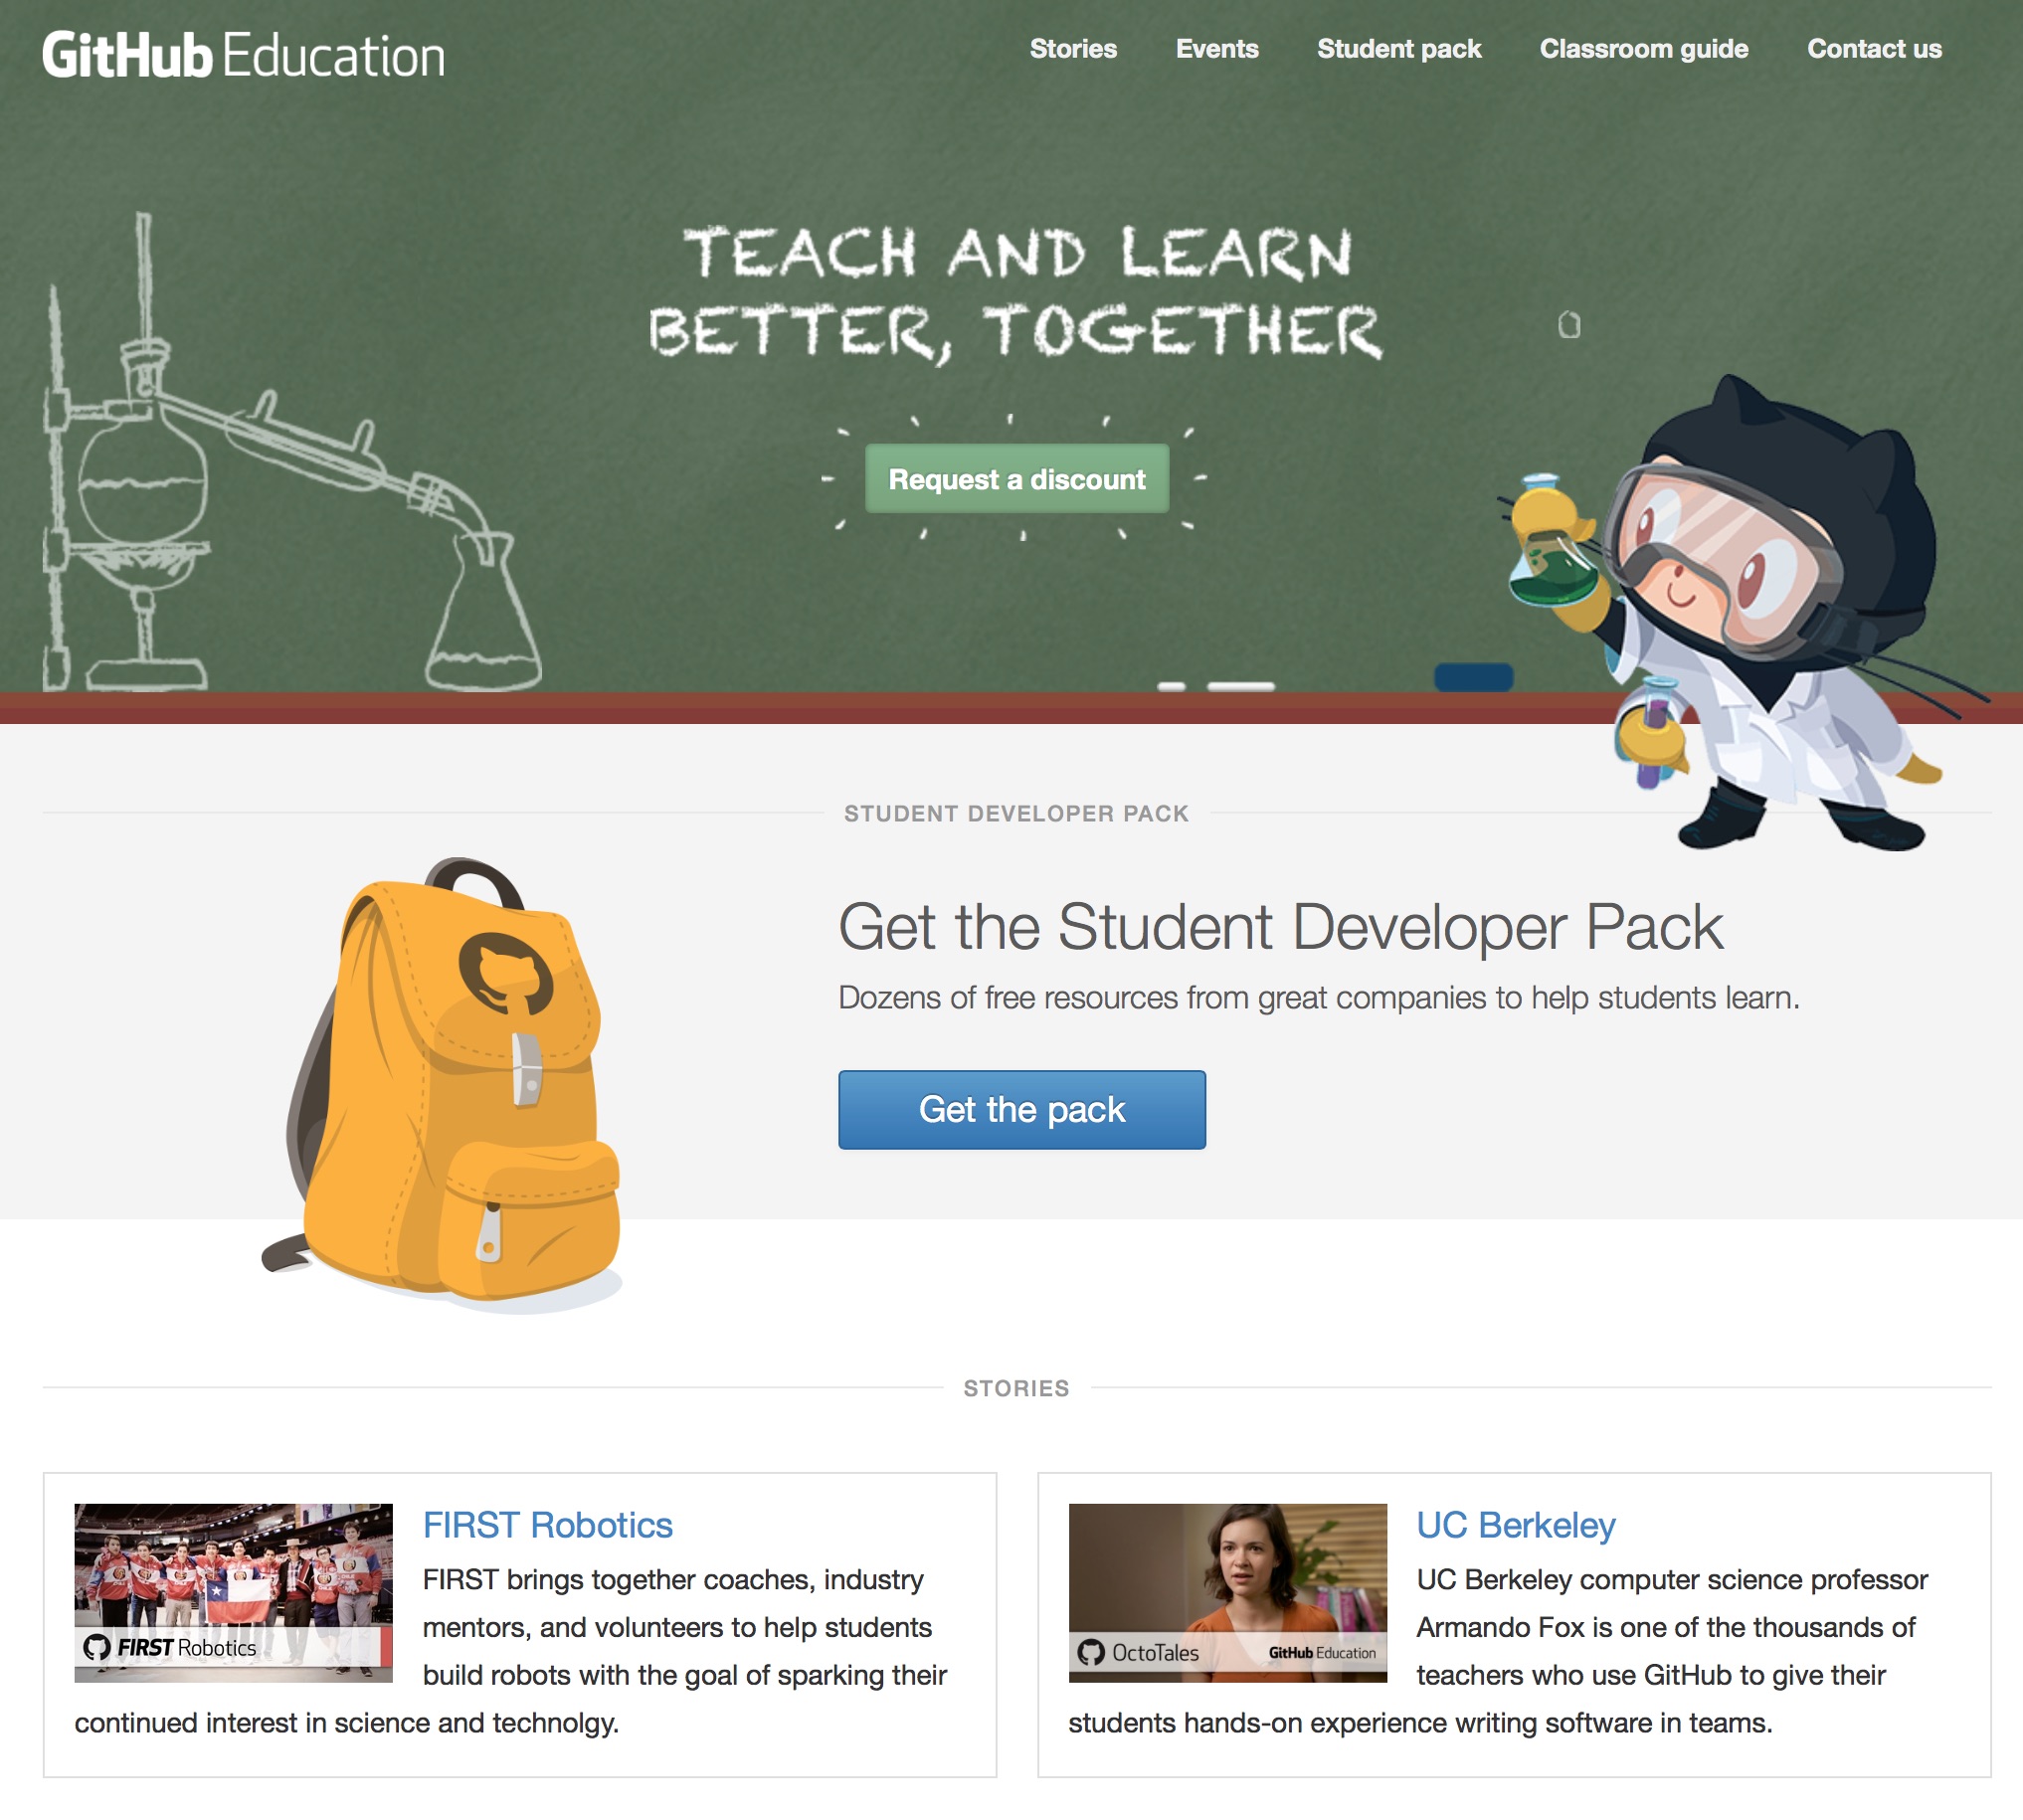 GitHub Education
Stories Events Student pack Classroom guide Contact us
TEACH AND LEARN
BETTER, TOGETHER
Request a discount
STUDENT DEVELOPER PACK
Get the Student Developer Pack
Dozens of free resources from great companies to help students learn.
Get the pack
STORIES
FIRST Robotics
FIRST Robotics
FIRST brings together coaches, industry
mentors, and volunteers to help students
build robots with the goal of sparking their
continued interest in science and technolgy.
OctoTales GitHub Education
UC Berkeley
UC Berkeley computer science professor
Armando Fox is one of the thousands of
teachers who use GitHub to give their
students hands-on experience writing software in teams.